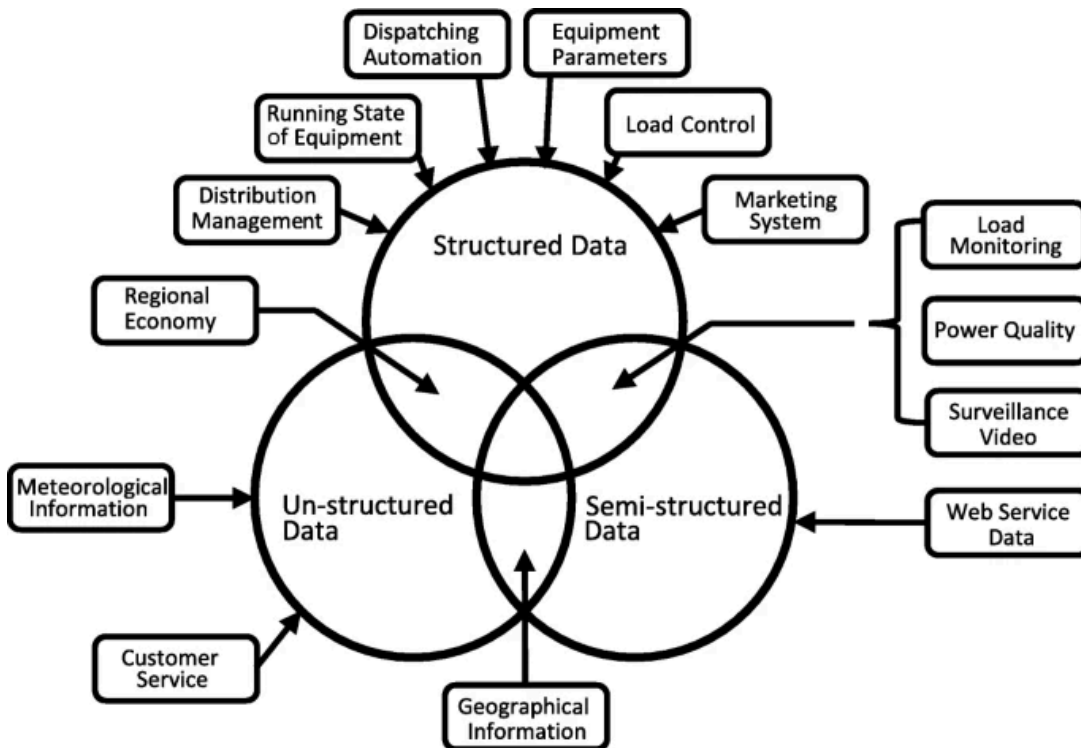 Dispatching
Automation
Equipment
Parameters
Running State
of Equipment
Load Control
Distribution
Management
Marketing
System
Structured Data
Load
Monitoring
Regional
Economy
Power Quality
Surveillance
Video
Meteorological
Information
Un-structured
Data
Semi-structured
Data
Web Service
Data
Customer
Service
Geographical
Information